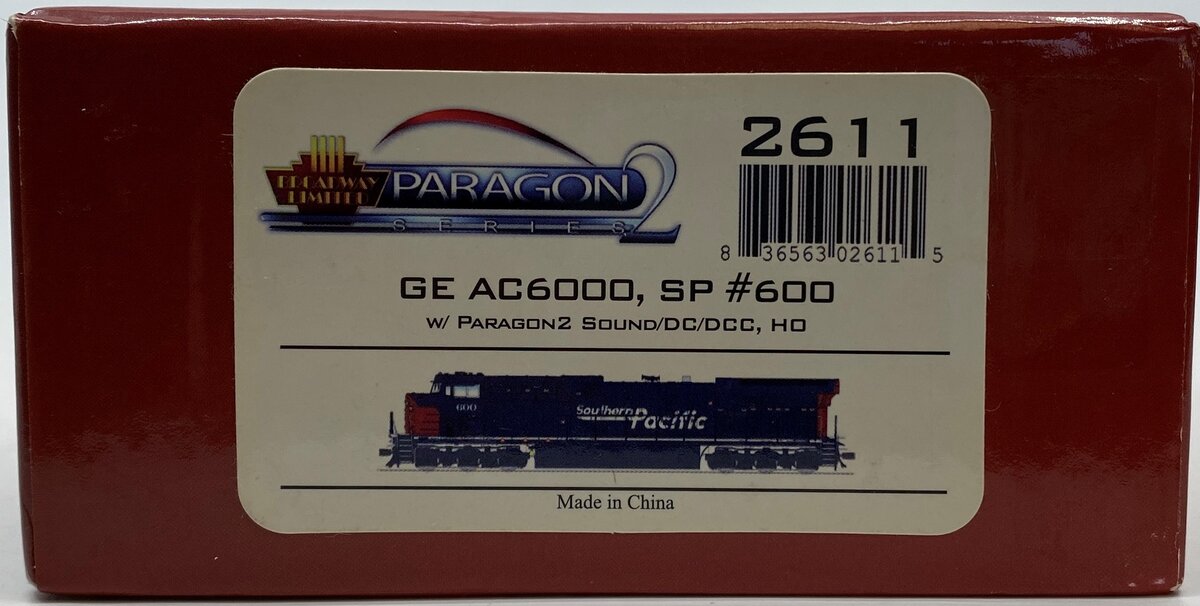 BROADWAY
LIMITED
PARAGON 2
SERIES
2611
8 36563 02611 5
GE AC6000, SP #600
W/ PARAGON2 SOUND/DC/DCC, HO
600
Southern Pacific
Made in China